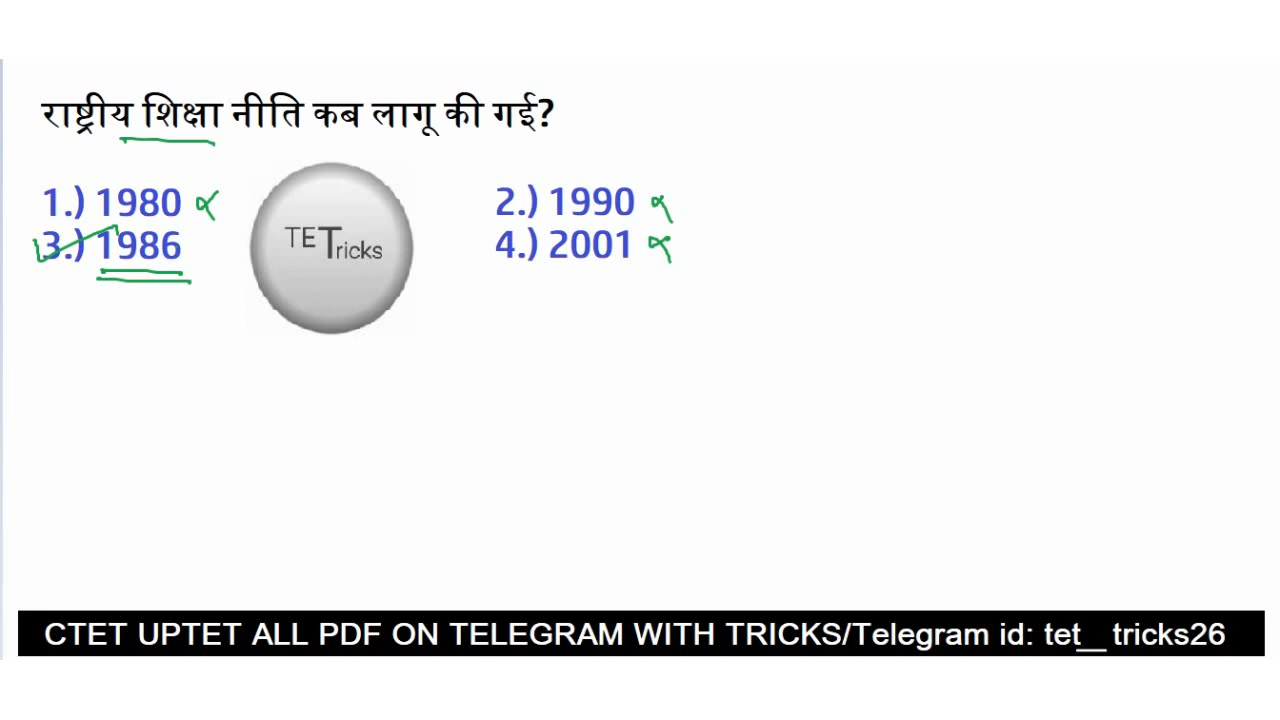 राष्ट्रीय शिक्षा नीति कब लागू की गई?
1.) 1980 2.) 1990
3.) 1986 4.) 2001
TETricks
CTET UPTET ALL PDF ON TELEGRAM WITH TRICKS/Telegram id: tet__tricks26